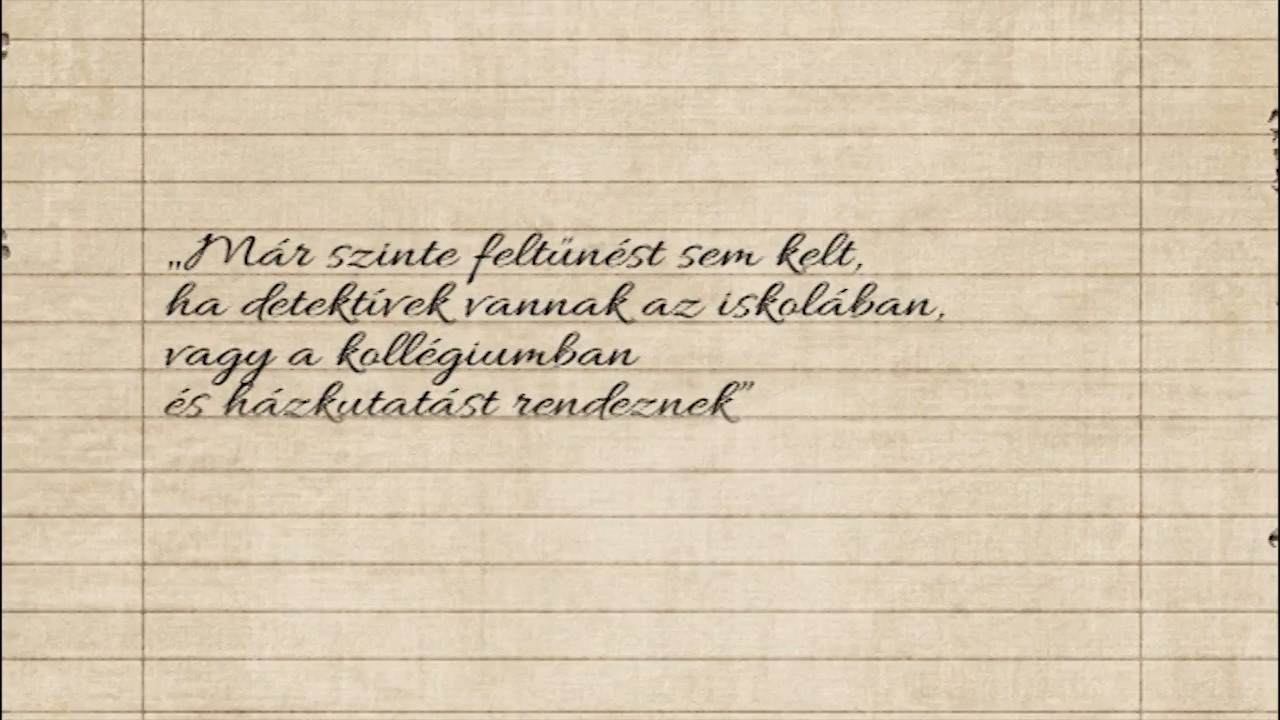 „Már szinte feltűnést sem kelt,
ha detektívek vannak az iskolában,
vagy a kollégiumban
és házkutatást rendeznek”